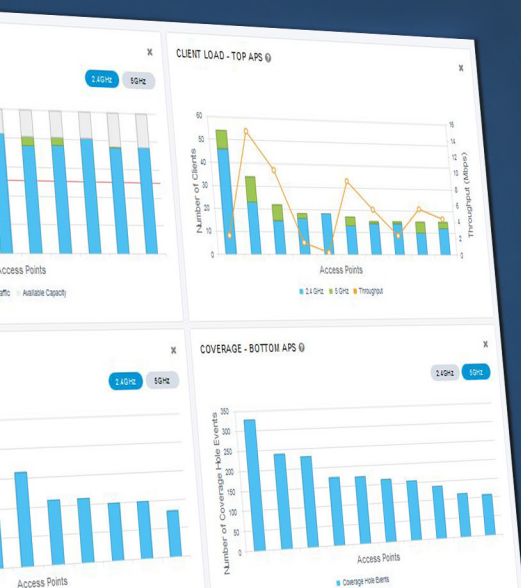 x
2.4GHz 5GHz
Access Points
affic Available Capacity
CLIENT LOAD - TOP APS ?
x
Number of Clients
60
50
40
30
20
10
0
16
14
12
10
8
6
4
2
0
Throughput (Mbps)
Access Points
2.4 GHz 5 GHz Throughput
x
2.4GHz 5GHz
Access Points
COVERAGE - BOTTOM APS ?
x
2.4GHz 5GHz
Number of Coverage Hole Events
350
300
250
200
150
100
50
0
Access Points
Coverage Hole Events